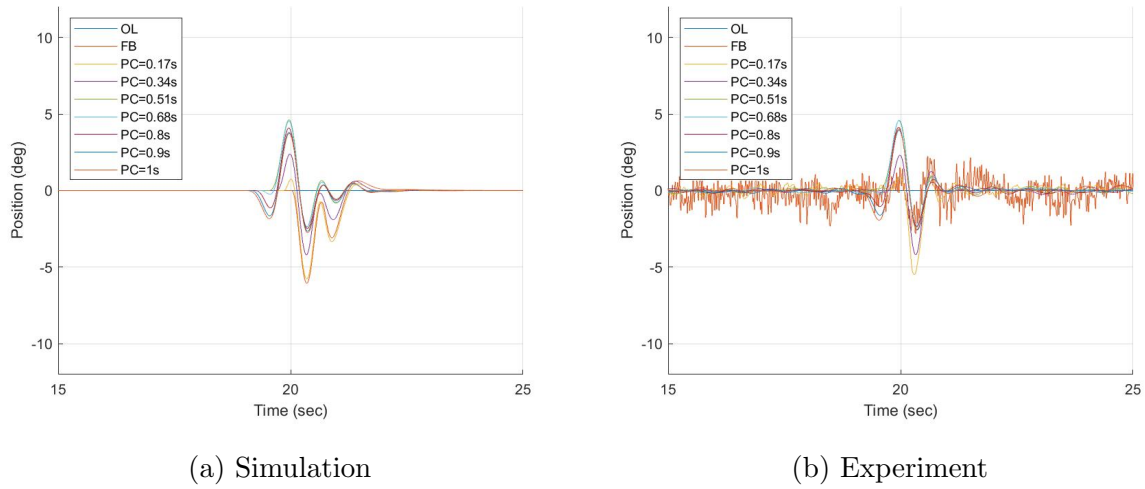 10
5
0
-5
-10
Position (deg)
OL
FB
PC=0.17s
PC=0.34s
PC=0.51s
PC=0.68s
PC=0.8s
PC=0.9s
PC=1s
15
20
25
Time (sec)
(a) Simulation
10
5
0
-5
-10
Position (deg)
OL
FB
PC=0.17s
PC=0.34s
PC=0.51s
PC=0.68s
PC=0.8s
PC=0.9s
PC=1s
15
20
25
Time (sec)
(b) Experiment